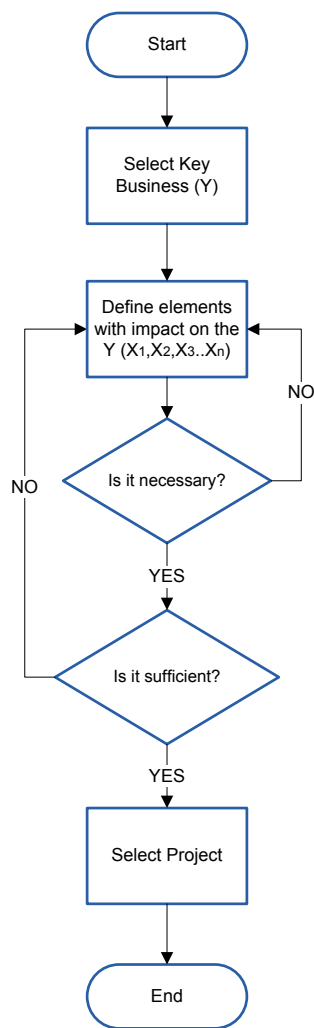 Start
Select Key
Business (Y)
Define elements
with impact on the
Y (X1,X2,X3..Xn)
NO
Is it necessary?
NO
YES
Is it sufficient?
YES
Select Project
End